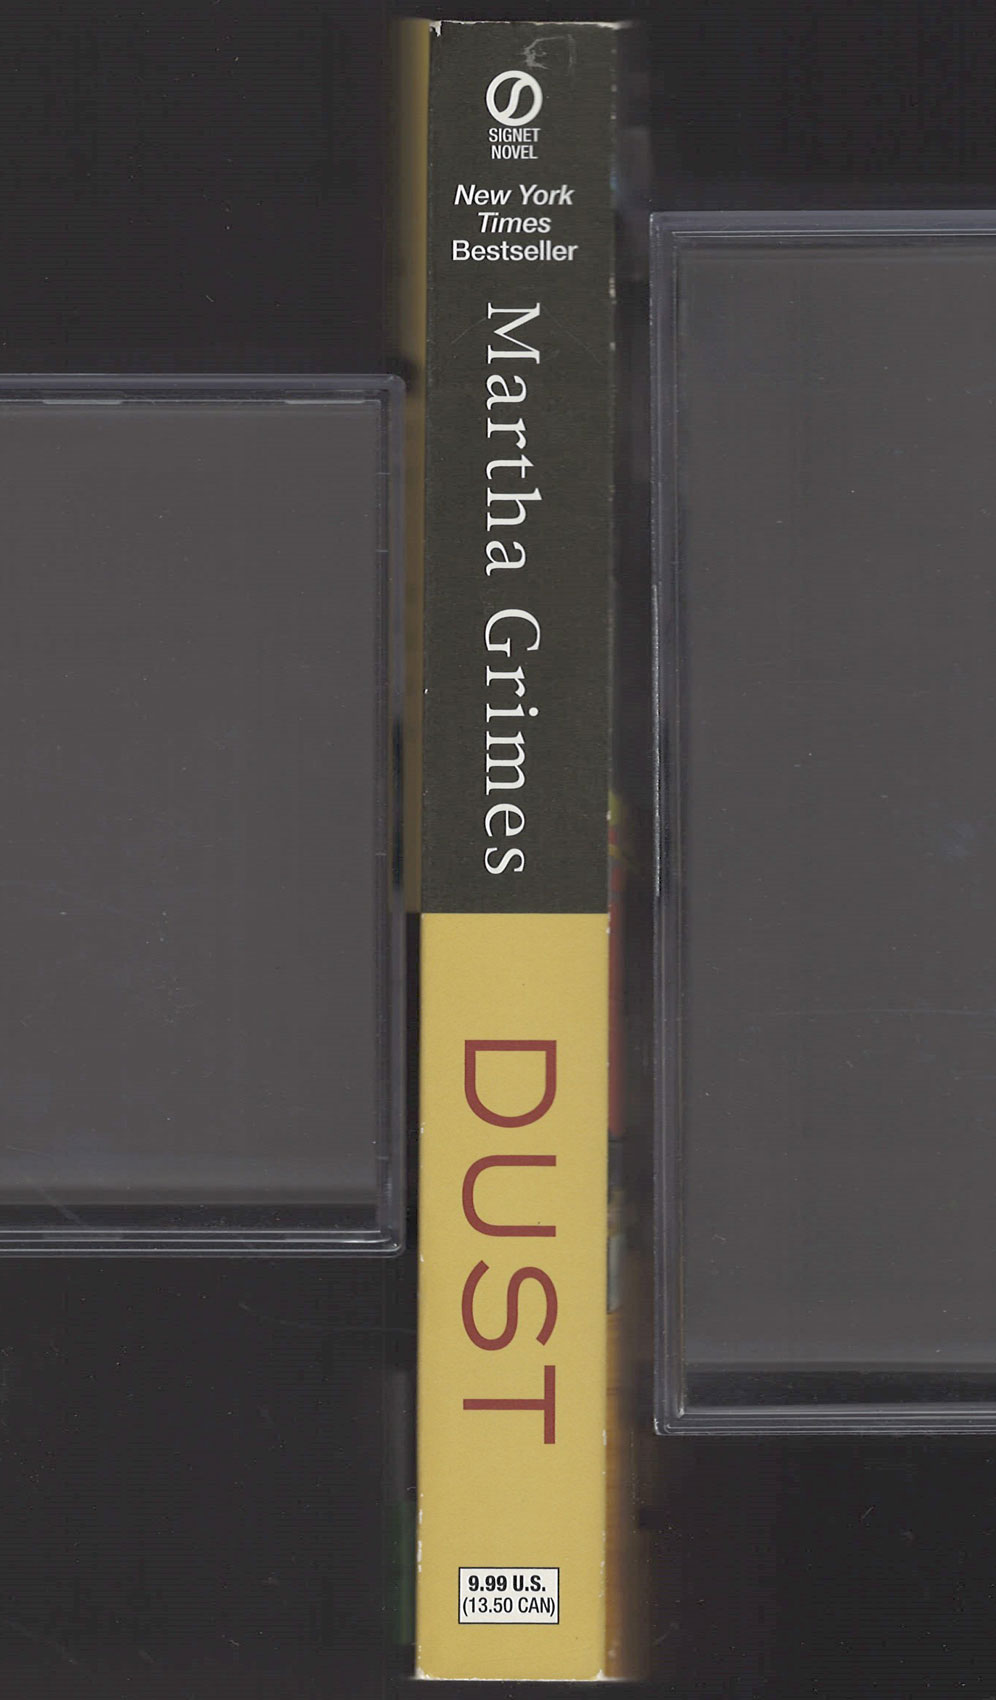 SIGNET
NOVEL
New York
Times
Bestseller
Martha Grimes
DUST
9.99 U.S.
(13.50 CAN)